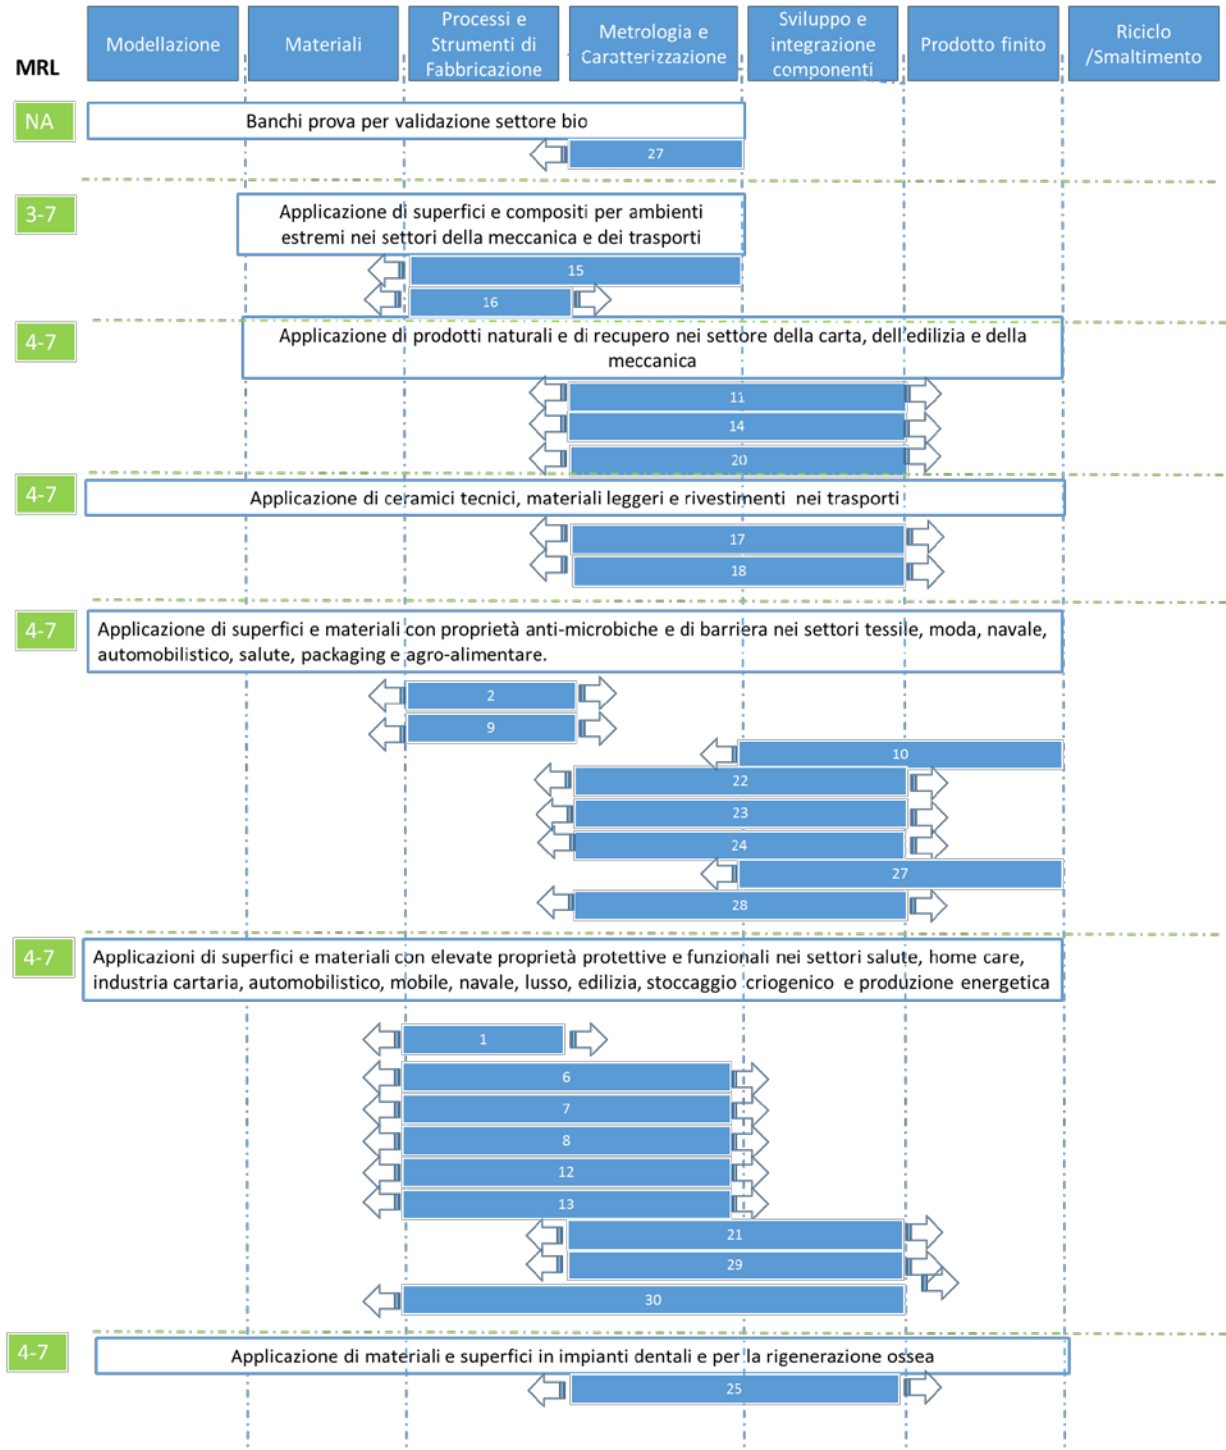 MRL
Modellazione
Materiali
Processi e
Strumenti di
Fabbricazione
Metrologia e
Caratterizzazione
Sviluppo e
integrazione
componenti
Prodotto finito
Riciclo
/Smaltimento
NA
Banchi prova per validazione settore bio
27
3-7
Applicazione di superfici e compositi per ambienti
estremi nei settori della meccanica e dei trasporti
15
16
4-7
Applicazione di prodotti naturali e di recupero nei settore della carta, dell'edilizia e della
meccanica
11
14
20
4-7
Applicazione di ceramici tecnici, materiali leggeri e rivestimenti nei trasporti
17
18
4-7
Applicazione di superfici e materiali con proprietà anti-microbiche e di barriera nei settori tessile, moda, navale,
automobilistico, salute, packaging e agro-alimentare.
2
9
10
22
23
24
27
28
4-7
Applicazioni di superfici e materiali con elevate proprietà protettive e funzionali nei settori salute, home care,
industria cartaria, automobilistico, mobile, navale, lusso, edilizia, stoccaggio criogenico e produzione energetica
1
6
7
8
12
13
21
29
30
4-7
Applicazione di materiali e superfici in impianti dentali e per la rigenerazione ossea
25